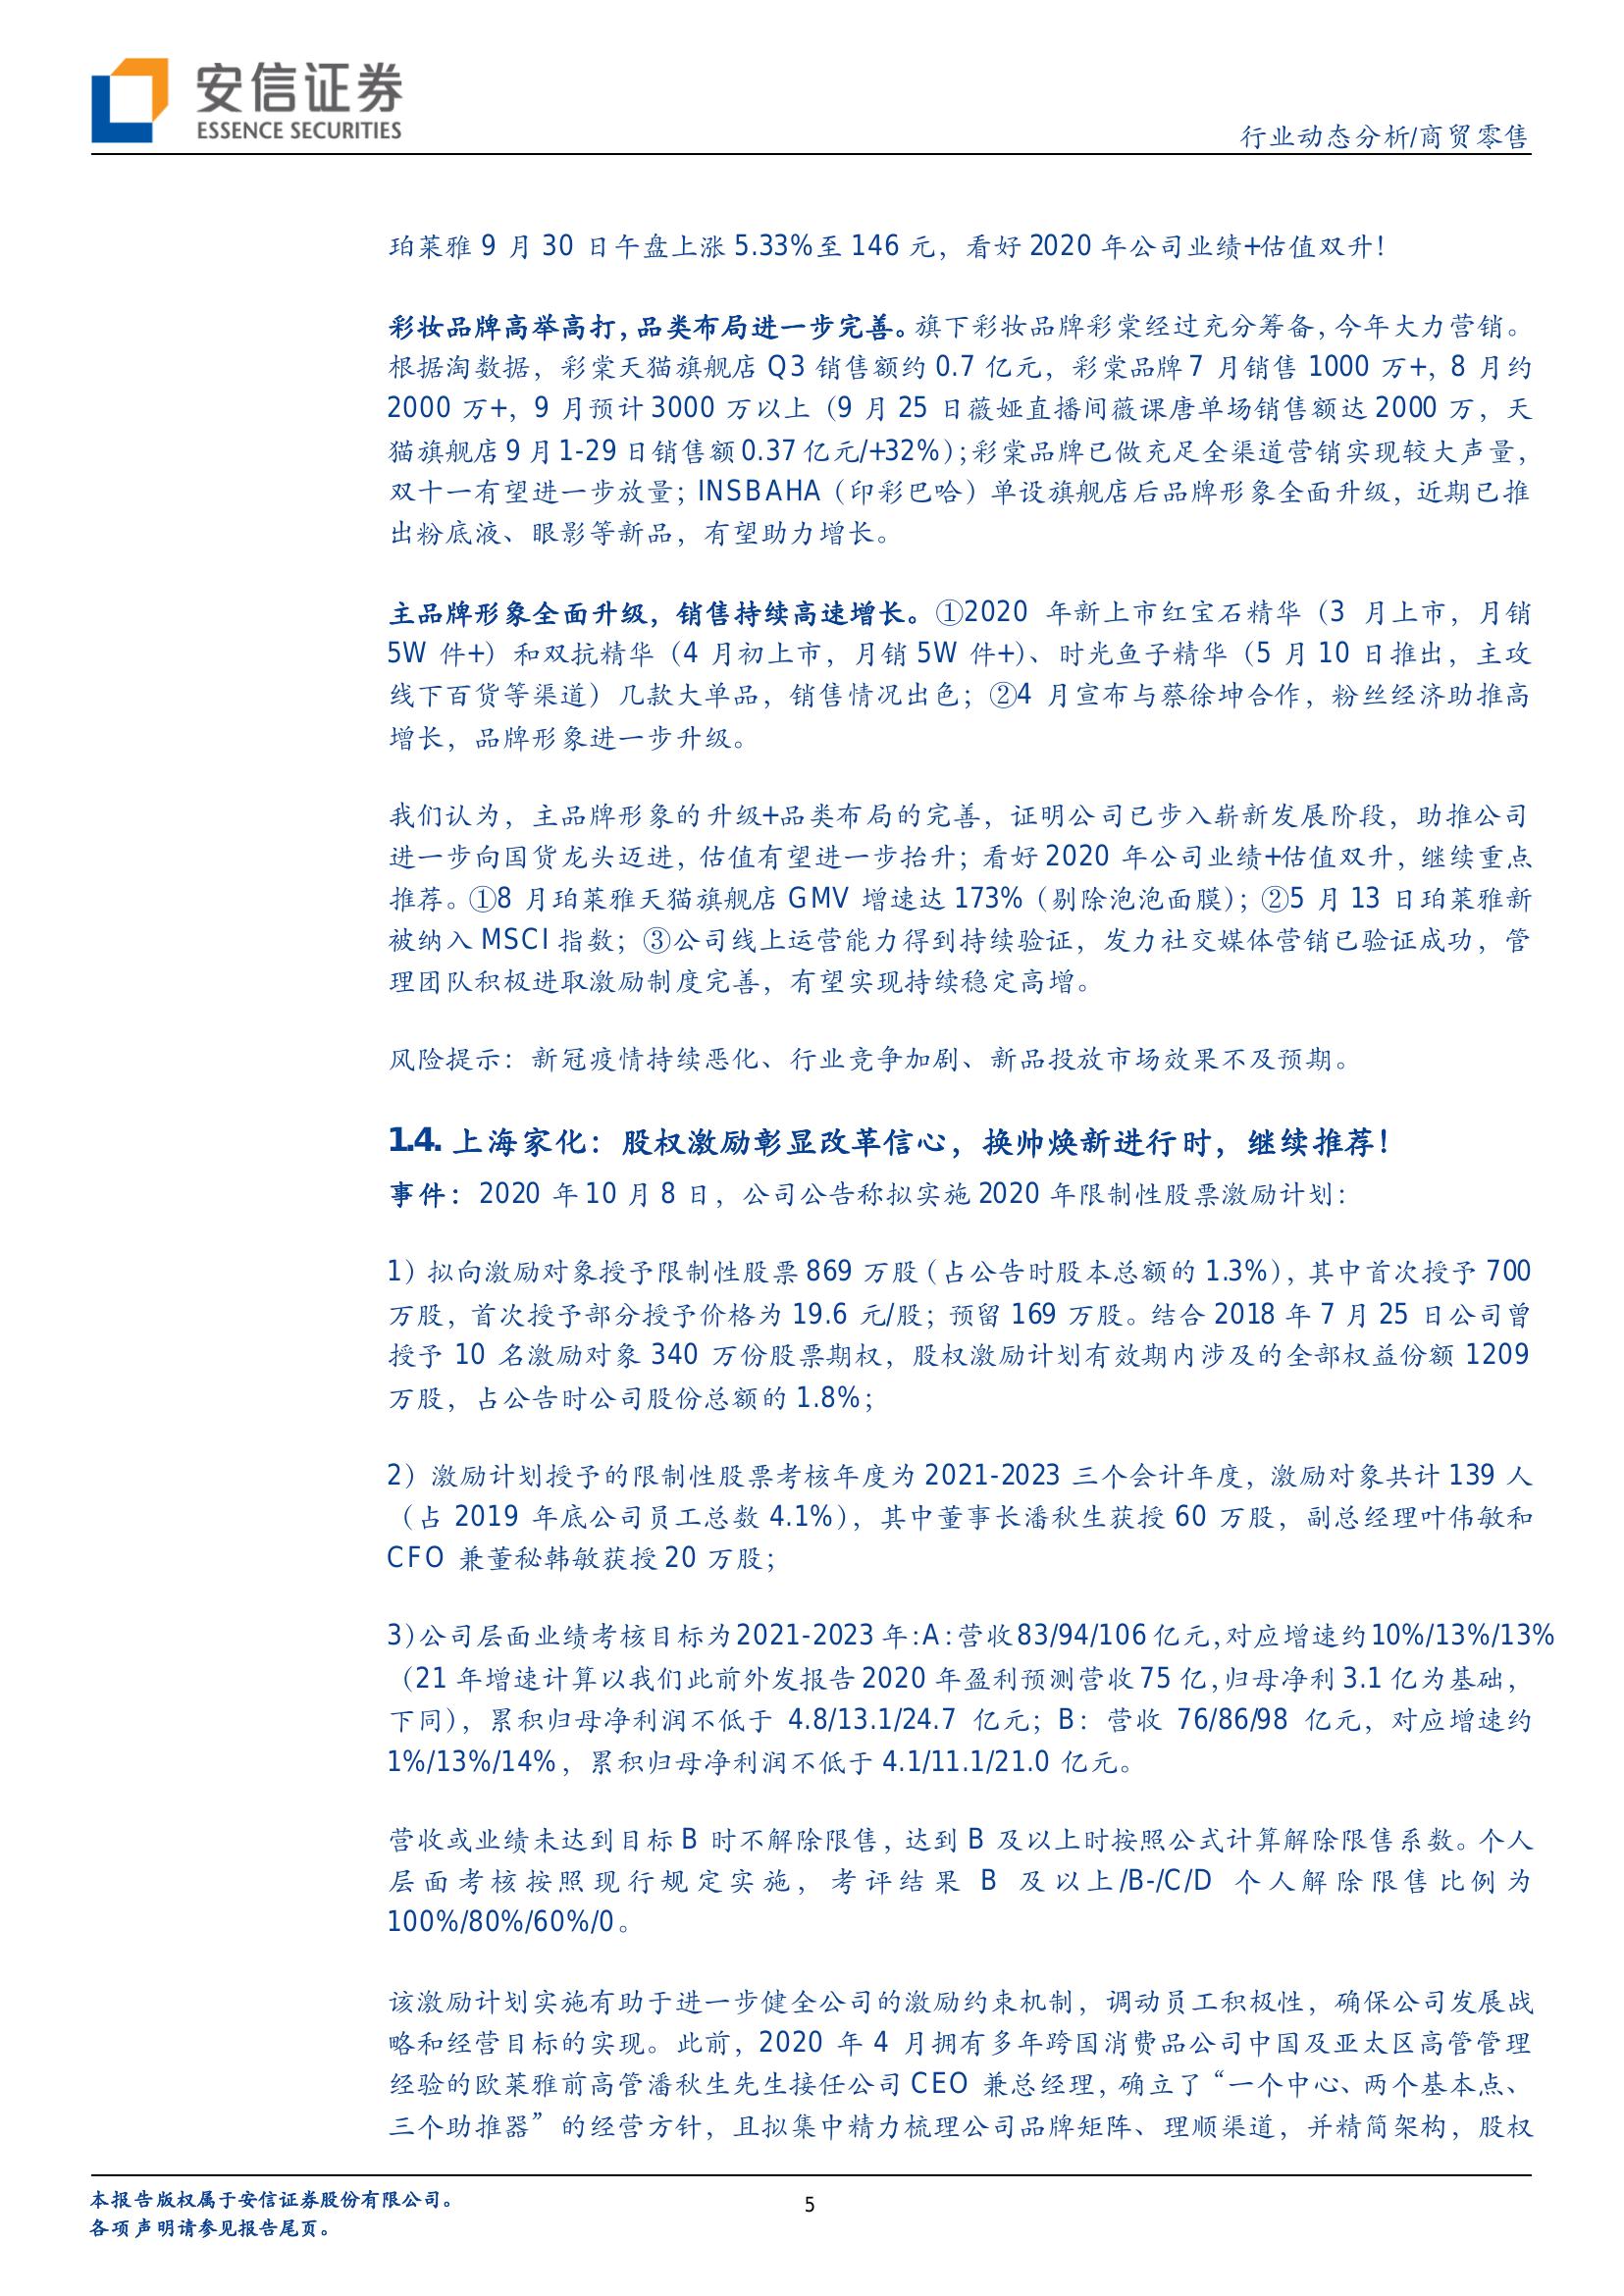 安信证券
ESSENCE SECURITIES
行业动态分析/商贸零售
珀莱雅 9 月 30 日午盘上涨 5.33%至 146 元，看好 2020 年公司业绩+估值双升！
彩妆品牌高举高打，品类布局进一步完善。旗下彩妆品牌彩棠经过充分筹备，今年大力营销。
根据淘数据，彩棠天猫旗舰店 Q3 销售额约 0.7 亿元，彩棠品牌 7 月销售 1000 万+，8 月约
2000 万+，9 月预计 3000 万以上（9 月 25 日薇娅直播间薇课唐单场销售额达 2000 万，天
猫旗舰店 9 月 1-29 日销售额 0.37 亿元/+32%）；彩棠品牌已做充足全渠道营销实现较大声量，
双十一有望进一步放量；INSBAHA（印彩巴哈）单设旗舰店后品牌形象全面升级，近期已推
出粉底液、眼影等新品，有望助力增长。
主品牌形象全面升级，销售持续高速增长。①2020 年新上市红宝石精华（3 月上市，月销
5W 件+）和双抗精华（4 月初上市，月销 5W 件+）、时光鱼子精华（5 月 10 日推出，主攻
线下百货等渠道）几款大单品，销售情况出色；②4 月宣布与蔡徐坤合作，粉丝经济助推高
增长，品牌形象进一步升级。
我们认为，主品牌形象的升级+品类布局的完善，证明公司已步入崭新发展阶段，助推公司
进一步向国货龙头迈进，估值有望进一步抬升；看好 2020 年公司业绩+估值双升，继续重点
推荐。①8 月珀莱雅天猫旗舰店 GMV 增速达 173%（剔除泡泡面膜）；②5 月 13 日珀莱雅新
被纳入 MSCI 指数；③公司线上运营能力得到持续验证，发力社交媒体营销已验证成功，管
理团队积极进取激励制度完善，有望实现持续稳定高增。
风险提示：新冠疫情持续恶化、行业竞争加剧、新品投放市场效果不及预期。
1.4. 上海家化：股权激励彰显改革信心，换帅焕新进行时，继续推荐！
事件：2020 年 10 月 8 日，公司公告称拟实施 2020 年限制性股票激励计划：
1）拟向激励对象授予限制性股票 869 万股（占公告时股本总额的 1.3%），其中首次授予 700
万股，首次授予部分授予价格为 19.6 元/股；预留 169 万股。结合 2018 年 7 月 25 日公司曾
授予 10 名激励对象 340 万份股票期权，股权激励计划有效期内涉及的全部权益份额 1209
万股，占公告时公司股份总额的 1.8%；
2）激励计划授予的限制性股票考核年度为 2021-2023 三个会计年度，激励对象共计 139 人
（占 2019 年底公司员工总数 4.1%），其中董事长潘秋生获授 60 万股，副总经理叶伟敏和
CFO 兼董秘韩敏获授 20 万股；
3）公司层面业绩考核目标为 2021-2023 年：A：营收 83/94/106 亿元，对应增速约 10%/13%/13%
（21 年增速计算以我们此前外发报告 2020 年盈利预测营收 75 亿，归母净利 3.1 亿为基础，
下同），累积归母净利润不低于 4.8/13.1/24.7 亿元；B：营收 76/86/98 亿元，对应增速约
1%/13%/14%，累积归母净利润不低于 4.1/11.1/21.0 亿元。
营收或业绩未达到目标 B 时不解除限售，达到 B 及以上时按照公式计算解除限售系数。个人
层面考核按照现行规定实施，考评结果 B 及以上/B-/C/D 个人解除限售比例为
100%/80%/60%/0。
该激励计划实施有助于进一步健全公司的激励约束机制，调动员工积极性，确保公司发展战
略和经营目标的实现。此前，2020 年 4 月拥有多年跨国消费品公司中国及亚太区高管管理
经验的欧莱雅前高管潘秋生先生接任公司 CEO 兼总经理，确立了“一个中心、两个基本点、
三个助推器”的经营方针，且拟集中精力梳理公司品牌矩阵、理顺渠道，并精简架构，股权
本报告版权属于安信证券股份有限公司。
各项声明请参见报告尾页。
5